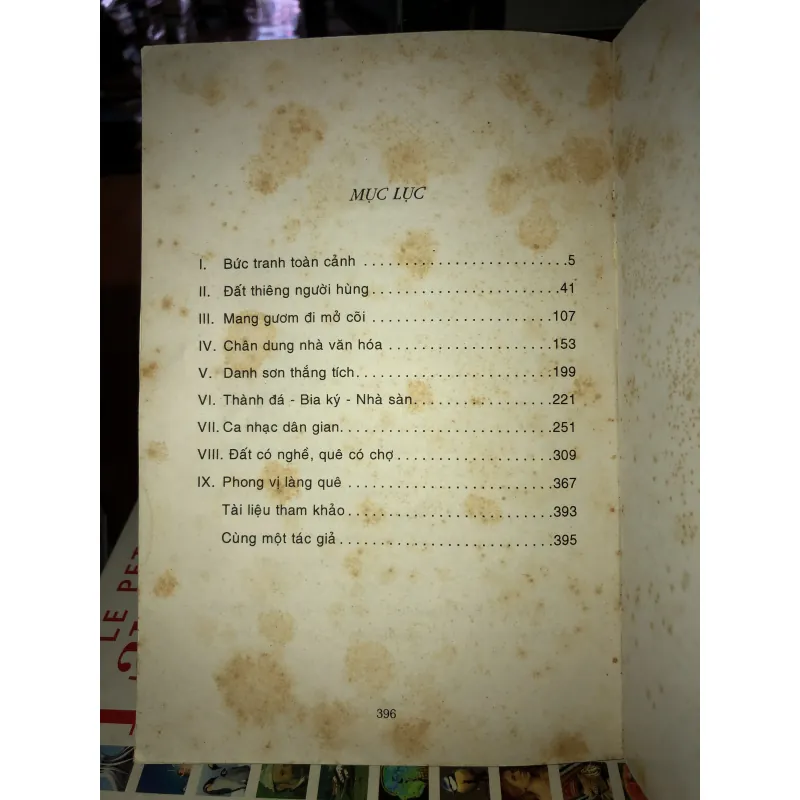 MỤC LỤC
I. Bức tranh toàn cảnh .........................5
II. Đất thiêng người hùng.......................41
III. Mang gươm đi mở cõi ......................107
IV. Chân dung nhà văn hóa .....................153
V. Danh sơn thắng tích........................199
VI. Thành đá - Bia ký - Nhà sàn.................221
VII. Ca nhạc dân gian..........................251
VIII. Đất có nghề, quê có chợ ...................309
IX. Phong vị làng quê .........................367
Tài liệu tham khảo.........................393
Cùng một tác giả..........................395
396
LE PET